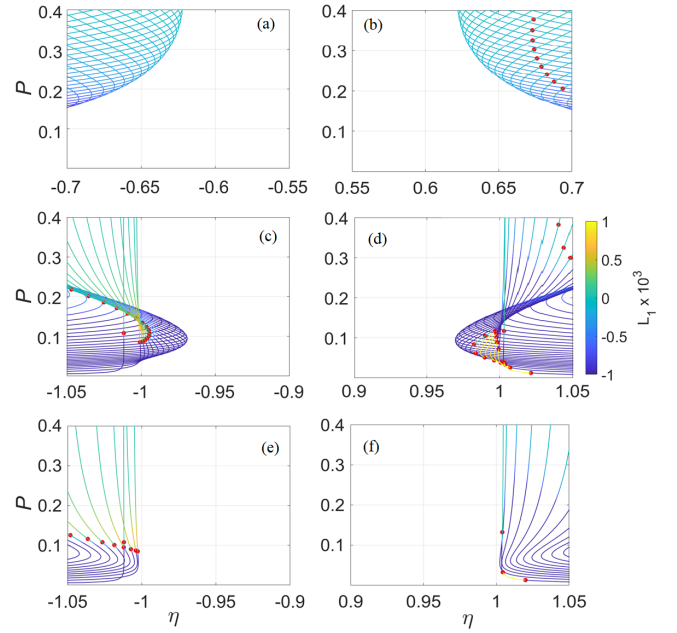 0.4 (a) (b) 0.4
0.3 0.3
P 0.2 0.2
0.1 0.1
-0.7 -0.65 -0.6 -0.55 0.55 0.6 0.65 0.7
0.4 (c) (d) 0.4 1
0.3 0.3 0.5
P 0.2 0.2 0 L1 x 10³
0.1 0.1 -0.5
-1
-1.05 -1 -0.95 -0.9 0.9 0.95 1 1.05
0.4 (e) (f) 0.4
0.3 0.3
P 0.2 0.2
0.1 0.1
-1.05 -1 -0.95 -0.9 0.9 0.95 1 1.05
η η